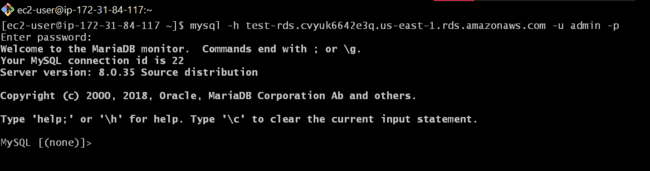 ec2-user@ip-172-31-84-117:~
[ec2-user@ip-172-31-84-117 ~]$ mysql -h test-rds.cvyuk6642e3q.us-east-1.rds.amazonaws.com -u admin -p
Enter password:
Welcome to the MariaDB monitor.  Commands end with ; or \g.
Your MySQL connection id is 22
Server version: 8.0.35 Source distribution
Copyright (c) 2000, 2018, Oracle, MariaDB Corporation Ab and others.
Type 'help;' or '\h' for help. Type '\c' to clear the current input statement.
MySQL [(none)]>